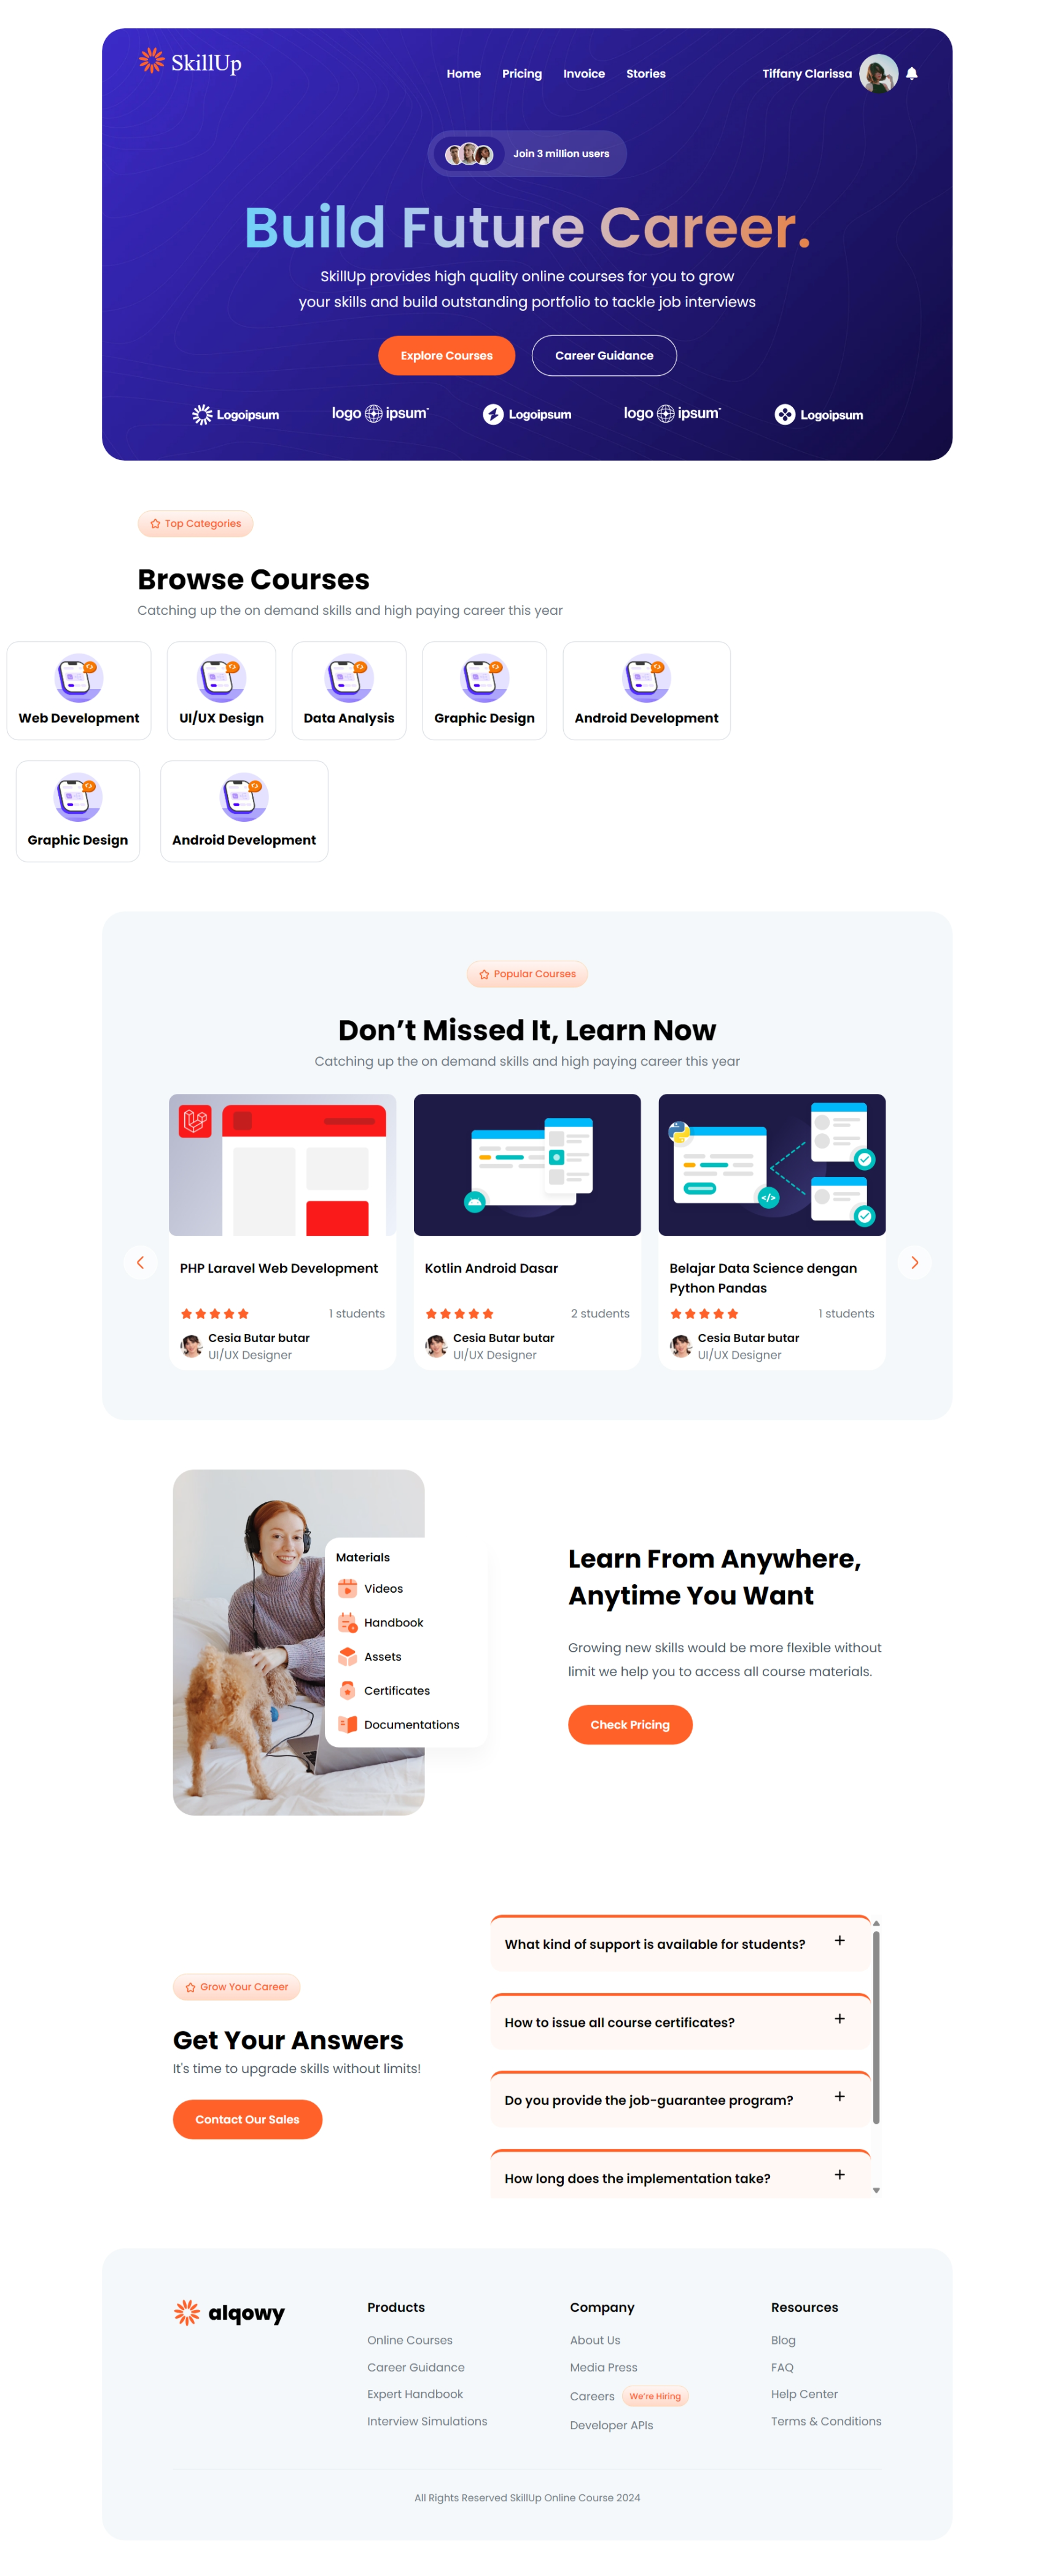 SkillUp
Home Pricing Invoice Stories
Tiffany Clarissa
Join 3 million users
Build Future Career.
SkillUp provides high quality online courses for you to grow
your skills and build outstanding portfolio to tackle job interviews
Explore Courses
Career Guidance
Logoipsum
logo ipsum
Logoipsum
logo ipsum
Logoipsum
Top Categories
Browse Courses
Catching up the on demand skills and high paying career this year
Web Development
UI/UX Design
Data Analysis
Graphic Design
Android Development
Graphic Design
Android Development
Popular Courses
Don’t Missed It, Learn Now
Catching up the on demand skills and high paying career this year
PHP Laravel Web Development
1 students
Cesia Butar butar
UI/UX Designer
Kotlin Android Dasar
2 students
Cesia Butar butar
UI/UX Designer
</>
Belajar Data Science dengan
Python Pandas
1 students
Cesia Butar butar
UI/UX Designer
Materials
Videos
Handbook
Assets
Certificates
Documentations
Learn From Anywhere,
Anytime You Want
Growing new skills would be more flexible without
limit we help you to access all course materials.
Check Pricing
Grow Your Career
Get Your Answers
It's time to upgrade skills without limits!
Contact Our Sales
What kind of support is available for students?
How to issue all course certificates?
Do you provide the job-guarantee program?
How long does the implementation take?
alqowy
Products
Online Courses
Career Guidance
Expert Handbook
Interview Simulations
Company
About Us
Media Press
Careers We're Hiring
Developer APIs
Resources
Blog
FAQ
Help Center
Terms & Conditions
All Rights Reserved SkillUp Online Course 2024